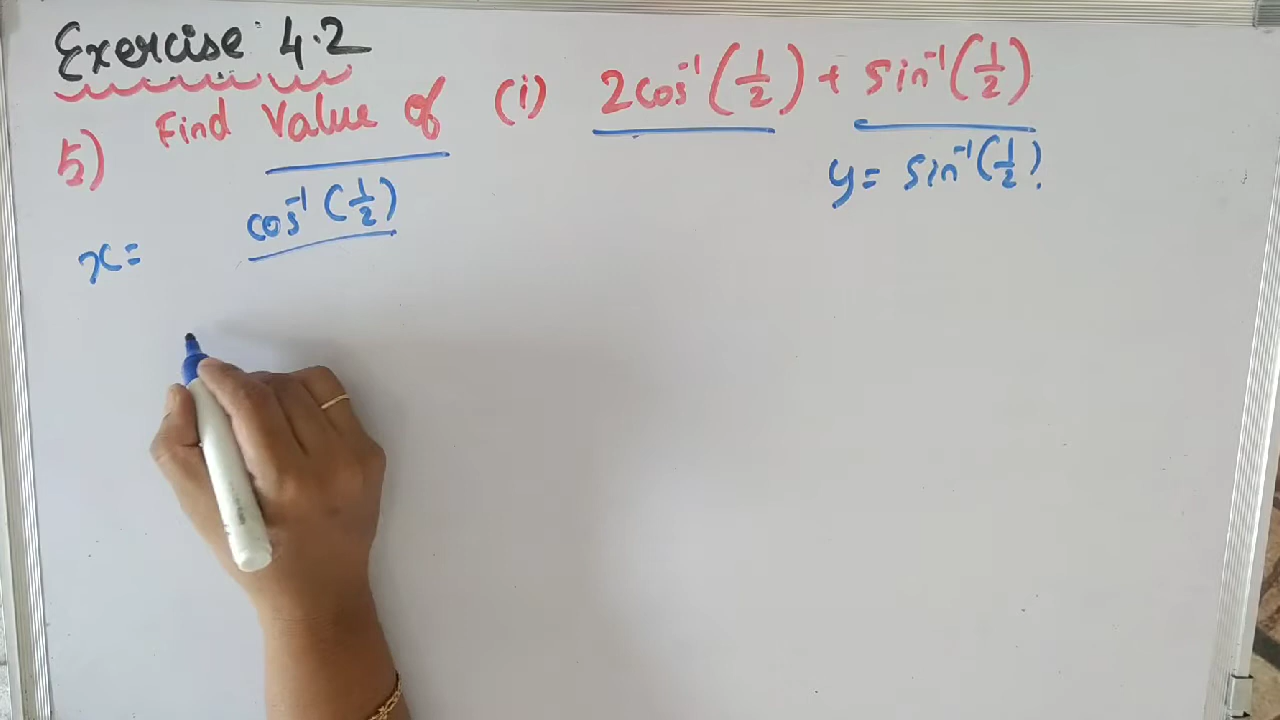 Exercise 4.2
5) Find Value of (i) 2cos⁻¹(1/2) + sin⁻¹(1/2)
x = cos⁻¹(1/2)
y = sin⁻¹(1/2).